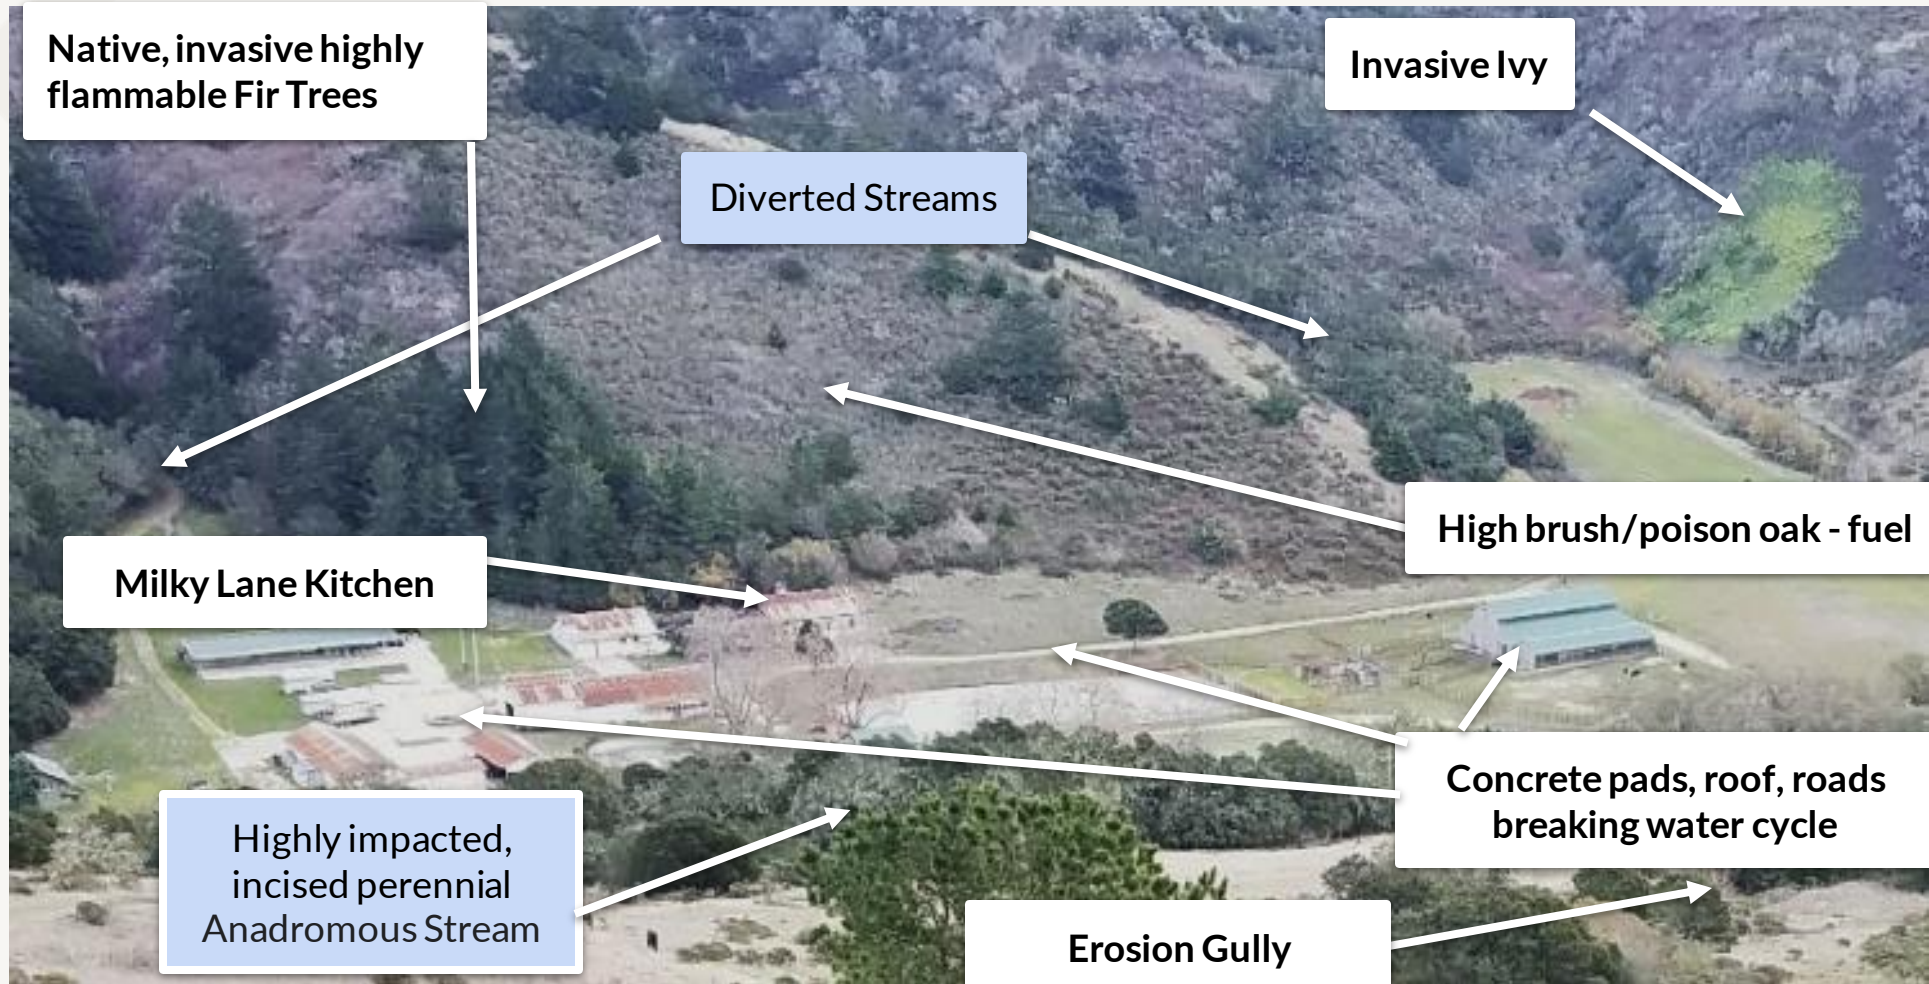 Native, invasive highly
flammable Fir Trees
Invasive Ivy
Diverted Streams
High brush/poison oak - fuel
Milky Lane Kitchen
Concrete pads, roof, roads
breaking water cycle
Highly impacted,
incised perennial
Anadromous Stream
Erosion Gully